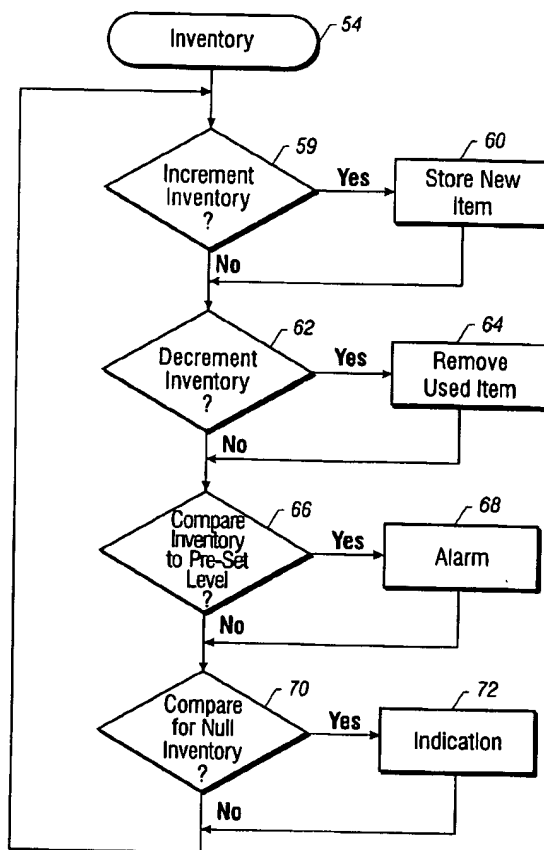 Inventory
54
59
Increment
Inventory
?
Yes
60
Store New
Item
No
62
Decrement
Inventory
?
Yes
64
Remove
Used Item
No
66
Compare
Inventory
to Pre-Set
Level
?
Yes
68
Alarm
No
70
Compare
for Null
Inventory
?
Yes
72
Indication
No